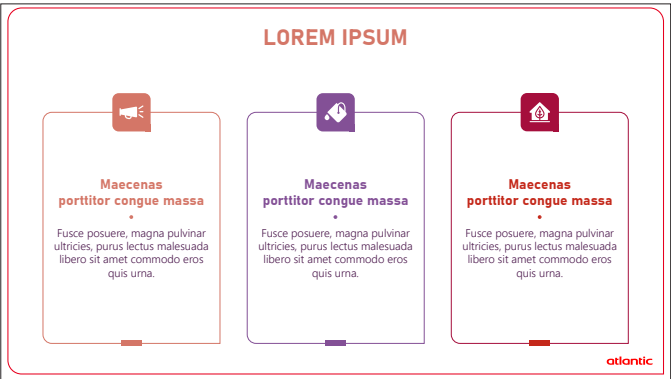 LOREM IPSUM
Maecenas
porttitor congue massa
•
Fusce posuere, magna pulvinar
ultricies, purus lectus malesuada
libero sit amet commodo eros
quis urna.
Maecenas
porttitor congue massa
•
Fusce posuere, magna pulvinar
ultricies, purus lectus malesuada
libero sit amet commodo eros
quis urna.
Maecenas
porttitor congue massa
•
Fusce posuere, magna pulvinar
ultricies, purus lectus malesuada
libero sit amet commodo eros
quis urna.
atlantic